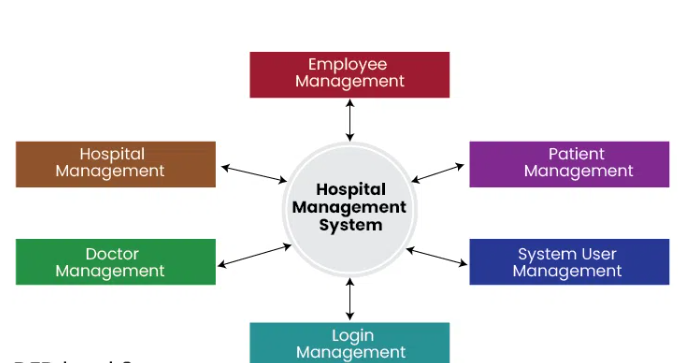 Employee
Management
Hospital
Management
Patient
Management
Hospital
Management
System
Doctor
Management
System User
Management
Login
Management